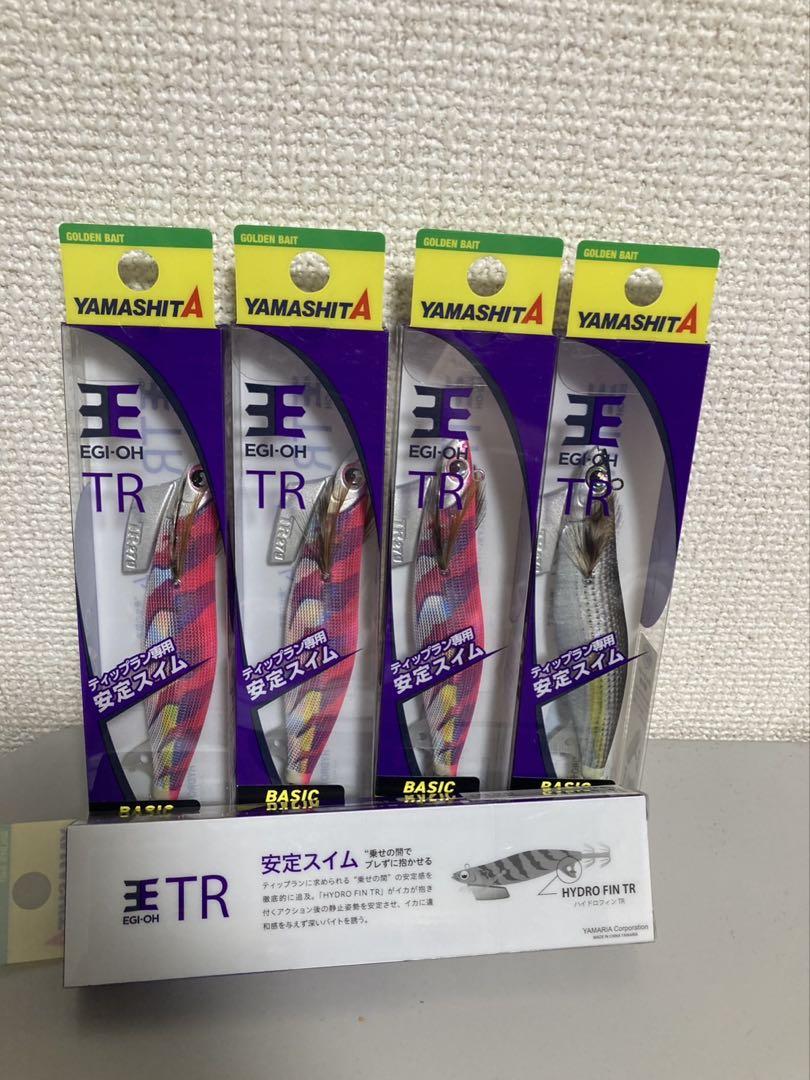 GOLDEN BAIT
YAMASHITA
EGI-OH
TR
TR27g
ティップラン専用
安定スイム
BASIC
GOLDEN BAIT
YAMASHITA
EGI-OH
TR
TR27g
ティップラン専用
安定スイム
BASIC
GOLDEN BAIT
YAMASHITA
EGI-OH
TR
TR27g
ティップラン専用
安定スイム
BASIC
GOLDEN BAIT
YAMASHITA
王
EGI-OH
TR
ティップラン専用
安定スイム
BASIC
王
EGI-OH
TR
安定スイム
“乗せの間で
ブレずに抱かせる
ティップランに求められる“乗せの間”の安定感を
徹底的に追及。「HYDRO FIN TR」がイカが抱き
付くアクション後の静止姿勢を安定させ、イカに違
和感を与えず深いバイトを誘う。
HYDRO FIN TR
ハイドロフィン TR
YAMARIA Corporation
MADE IN CHINA YAMARIA
YAMASHITA